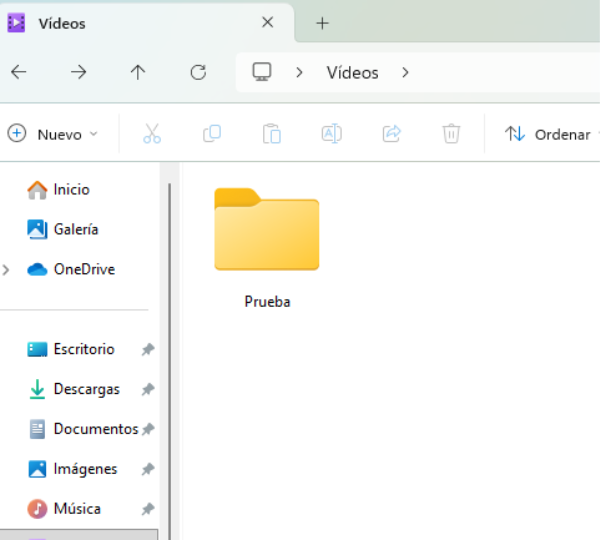 Vídeos
Vídeos
Nuevo
Ordenar
Inicio
Galería
OneDrive
Prueba
Escritorio
Descargas
Documentos
Imágenes
Música